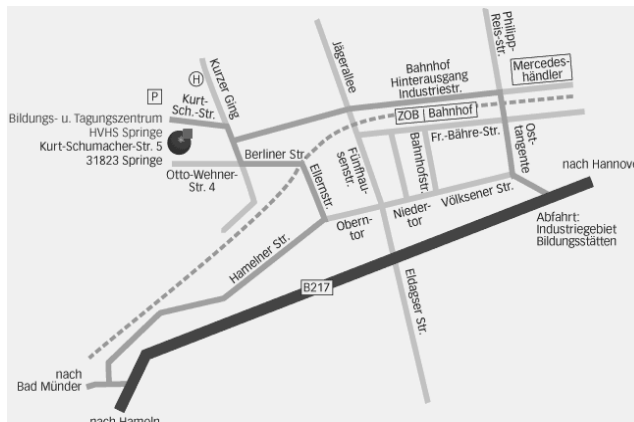 Philipp-
Reis-str.
Jägerallee
Kurzer Ging
H
P
Kurt-
Sch.-Str.
Bahnhof
Hinterausgang
Industriestr.
Mercedes-
händler
ZOB
Bahnhof
Bildungs- u. Tagungszentrum
HVHS Springe
Kurt-Schumacher-Str. 5
31823 Springe
Berliner Str.
Otto-Wehner-
Str. 4
Ellernstr.
Fünfhau-
senstr.
Bahnhofstr.
Fr.-Bähre-Str.
Ost-
tangente
nach Hannove
Völksener Str.
Obern-
tor
Nieder-
tor
Abfahrt:
Industriegebiet
Bildungsstätten
Hamelner Str.
B217
Eldagser Str.
nach
Bad Münder
nach Hameln